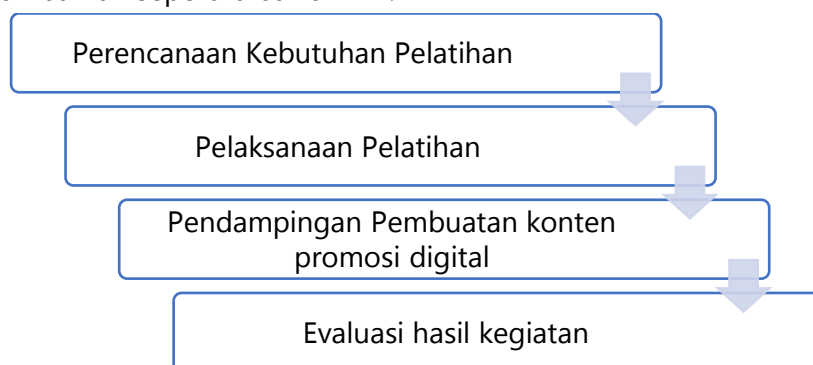 Perencanaan Kebutuhan Pelatihan
Pelaksanaan Pelatihan
Pendampingan Pembuatan konten
promosi digital
Evaluasi hasil kegiatan